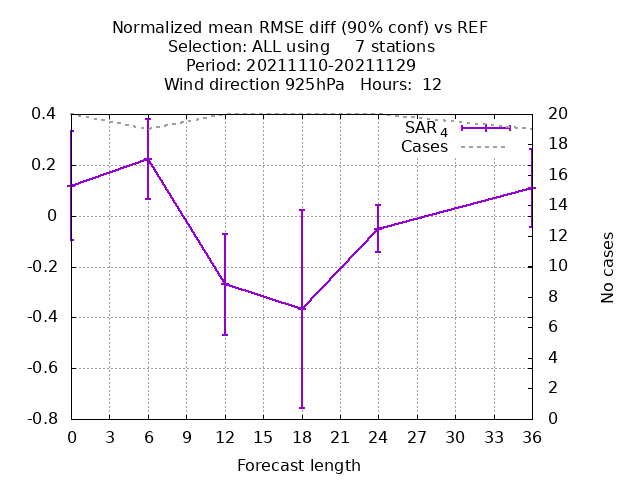 Normalized mean RMSE diff (90% conf) vs REF
Selection: ALL using     7 stations
Period: 20211110-20211129
Wind direction 925hPa   Hours:  12
SAR 4
Cases
0.4
0.2
0
-0.2
-0.4
-0.6
-0.8
20
18
16
14
12
10
8
6
4
2
0
No cases
0 3 6 9 12 15 18 21 24 27 30 33 36
Forecast length